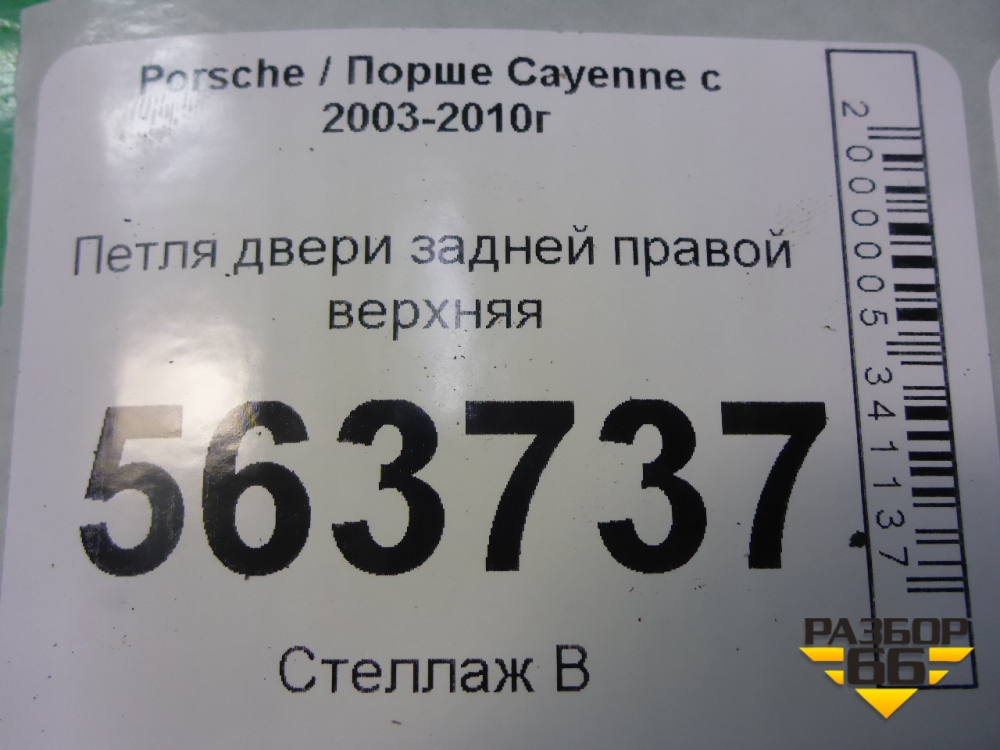 Porsche / Порше Cayenne с
2003-2010г
Петля двери задней правой
верхняя
563737
Стеллаж В
2000005341137
РАЗБОР
66